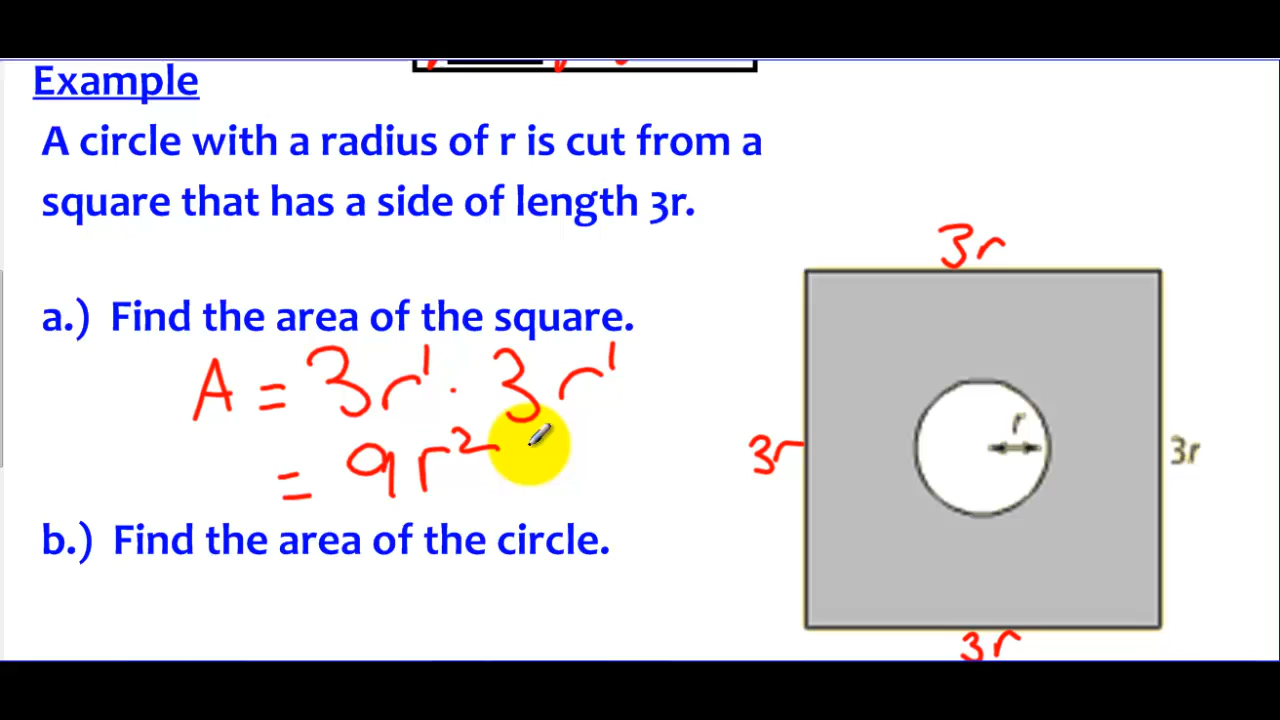 Example
A circle with a radius of r is cut from a
square that has a side of length 3r.
3r
a.) Find the area of the square.
A = 3r¹ · 3r¹
r
3r
3r
= 9r²
b.) Find the area of the circle.
3r